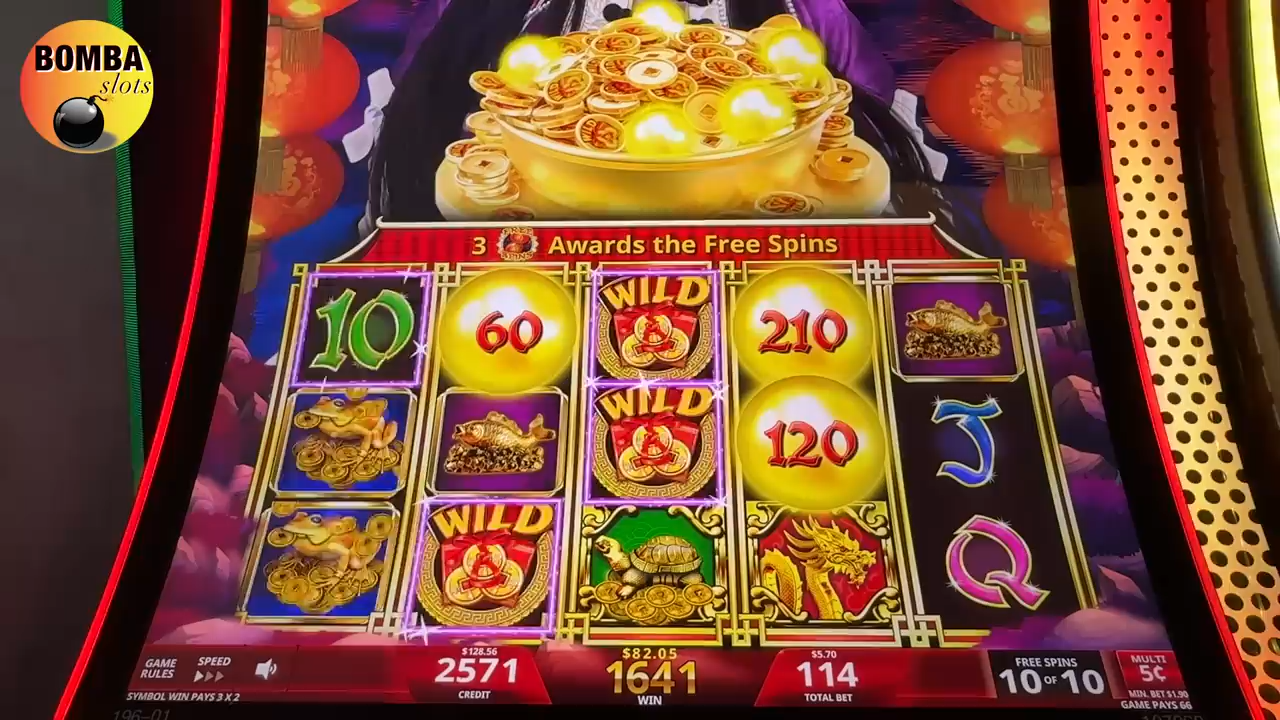 BOMBA
slots
3 Awards the Free Spins
10
60
WILD
210
WILD
120
J
WILD
Q
GAME RULES
SPEED
$128.56
2571
CREDIT
$82.05
1641
WIN
$5.70
114
TOTAL BET
FREE SPINS
10 OF 10
MULTI
5¢
MIN. BET $1.90
SYMBOL WIN PAYS 3 X 2
GAME PAYS 66
196-01